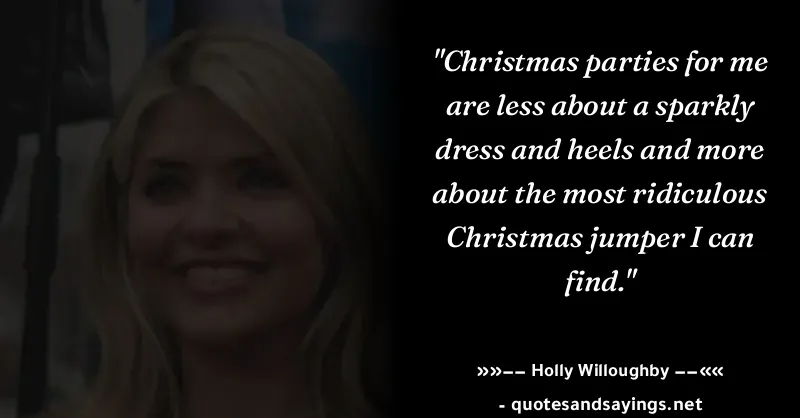 "Christmas parties for me
are less about a sparkly
dress and heels and more
about the most ridiculous
Christmas jumper I can
find."
»»−− Holly Willoughby −−««
- quotesandsayings.net